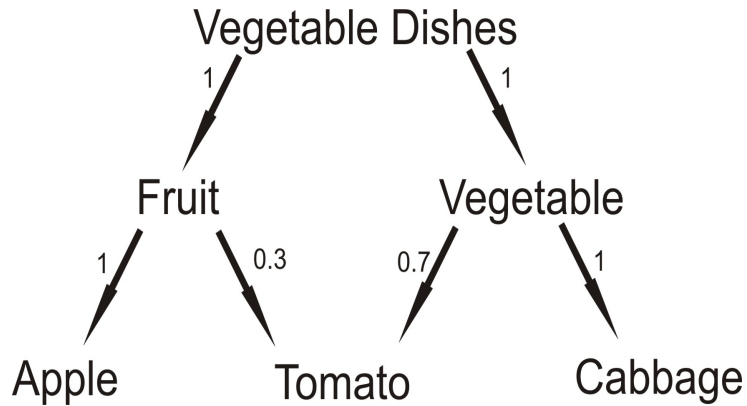 Vegetable Dishes
1 1
Fruit Vegetable
1 0.3 0.7 1
Apple Tomato Cabbage